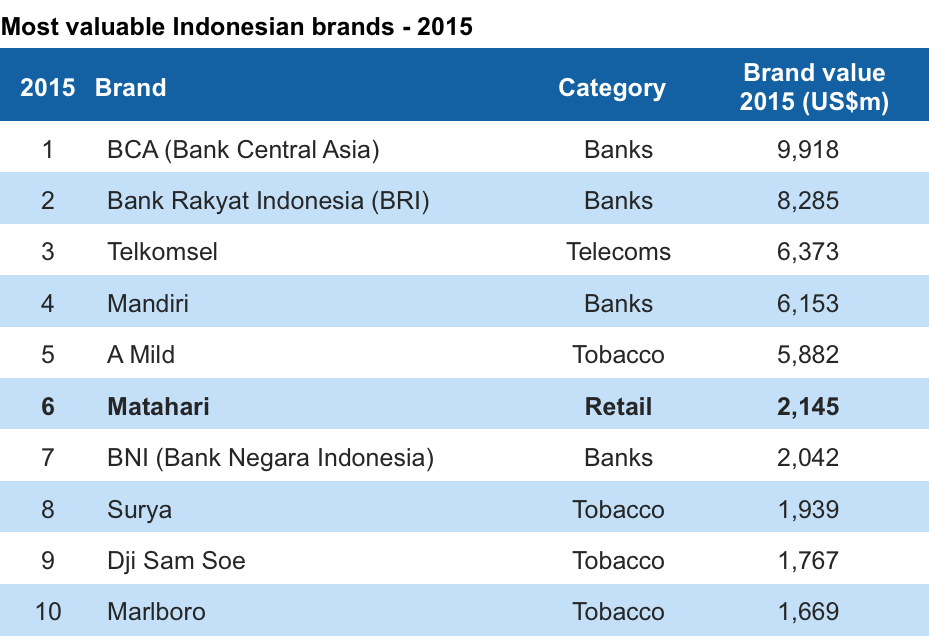 Most valuable Indonesian brands - 2015
2015 Brand Category Brand value
2015 (US$m)
1 BCA (Bank Central Asia) Banks 9,918
2 Bank Rakyat Indonesia (BRI) Banks 8,285
3 Telkomsel Telecoms 6,373
4 Mandiri Banks 6,153
5 A Mild Tobacco 5,882
6 Matahari Retail 2,145
7 BNI (Bank Negara Indonesia) Banks 2,042
8 Surya Tobacco 1,939
9 Dji Sam Soe Tobacco 1,767
10 Marlboro Tobacco 1,669